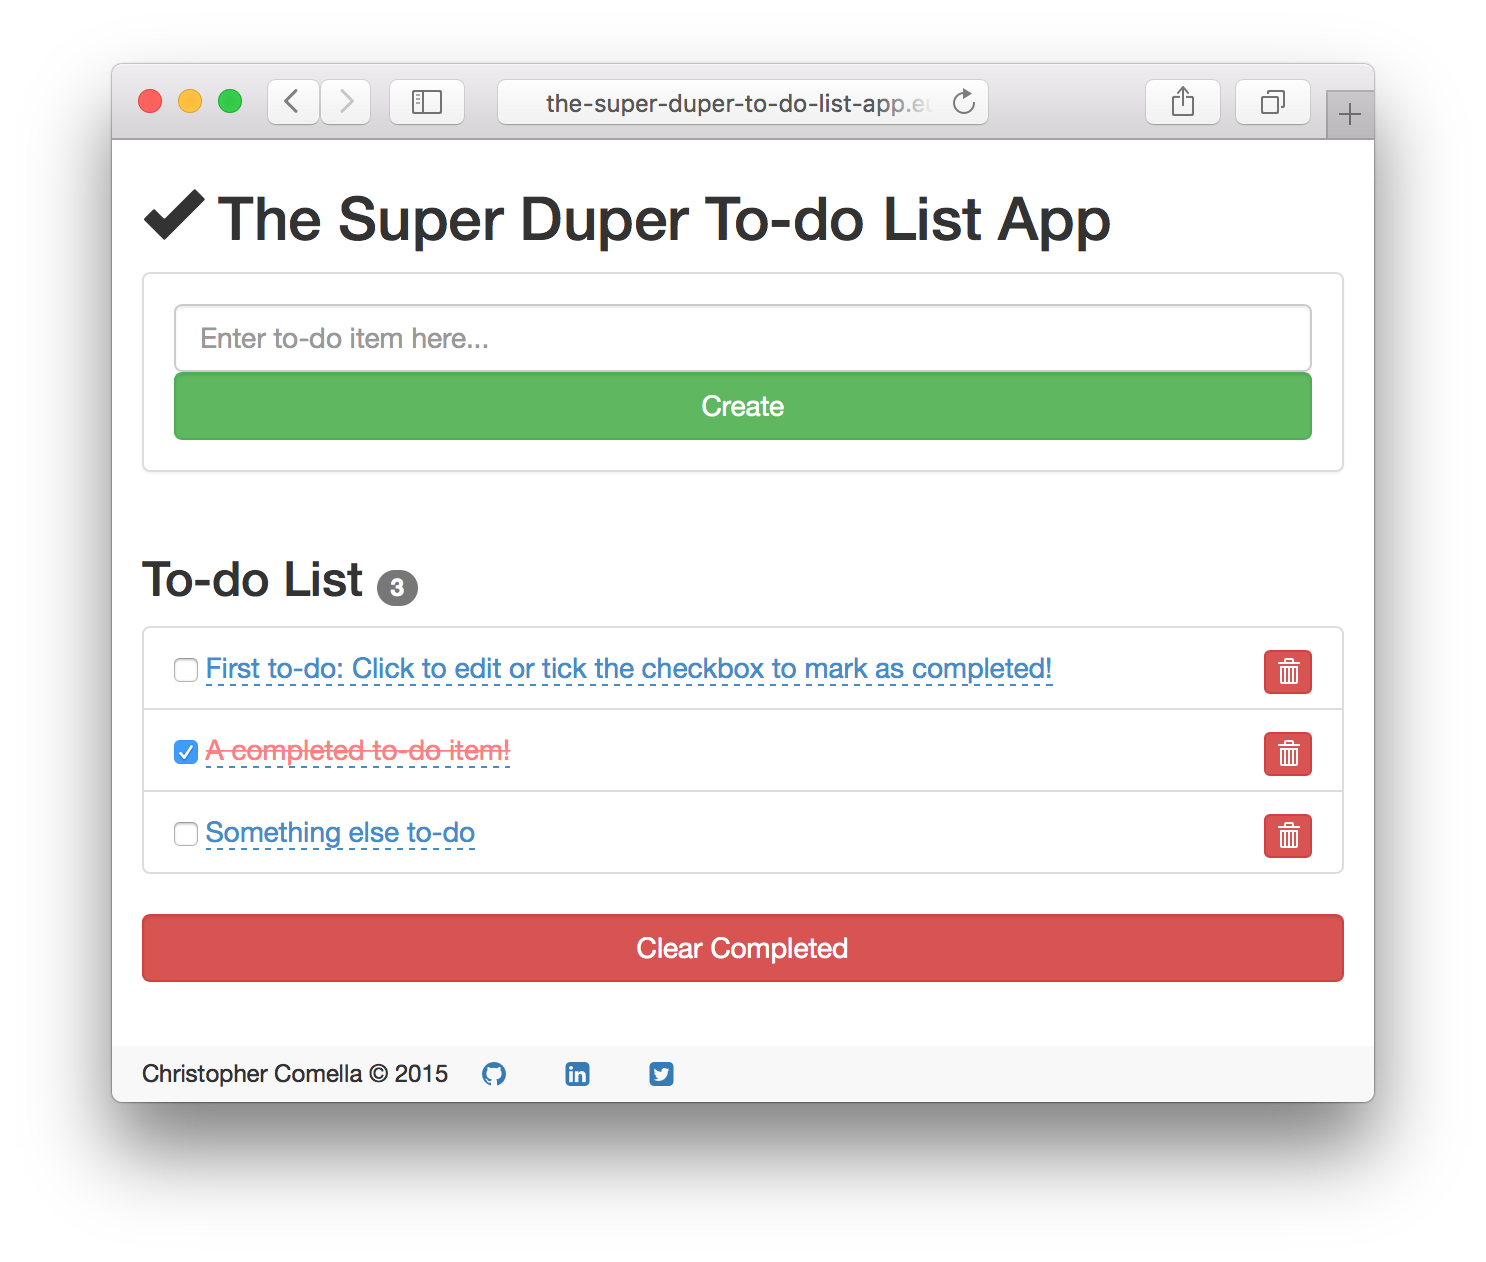 the-super-duper-to-do-list-app.e
The Super Duper To-do List App
Enter to-do item here...
Create
To-do List 3
First to-do: Click to edit or tick the checkbox to mark as completed!
A completed to-do item!
Something else to-do
Clear Completed
Christopher Comella © 2015